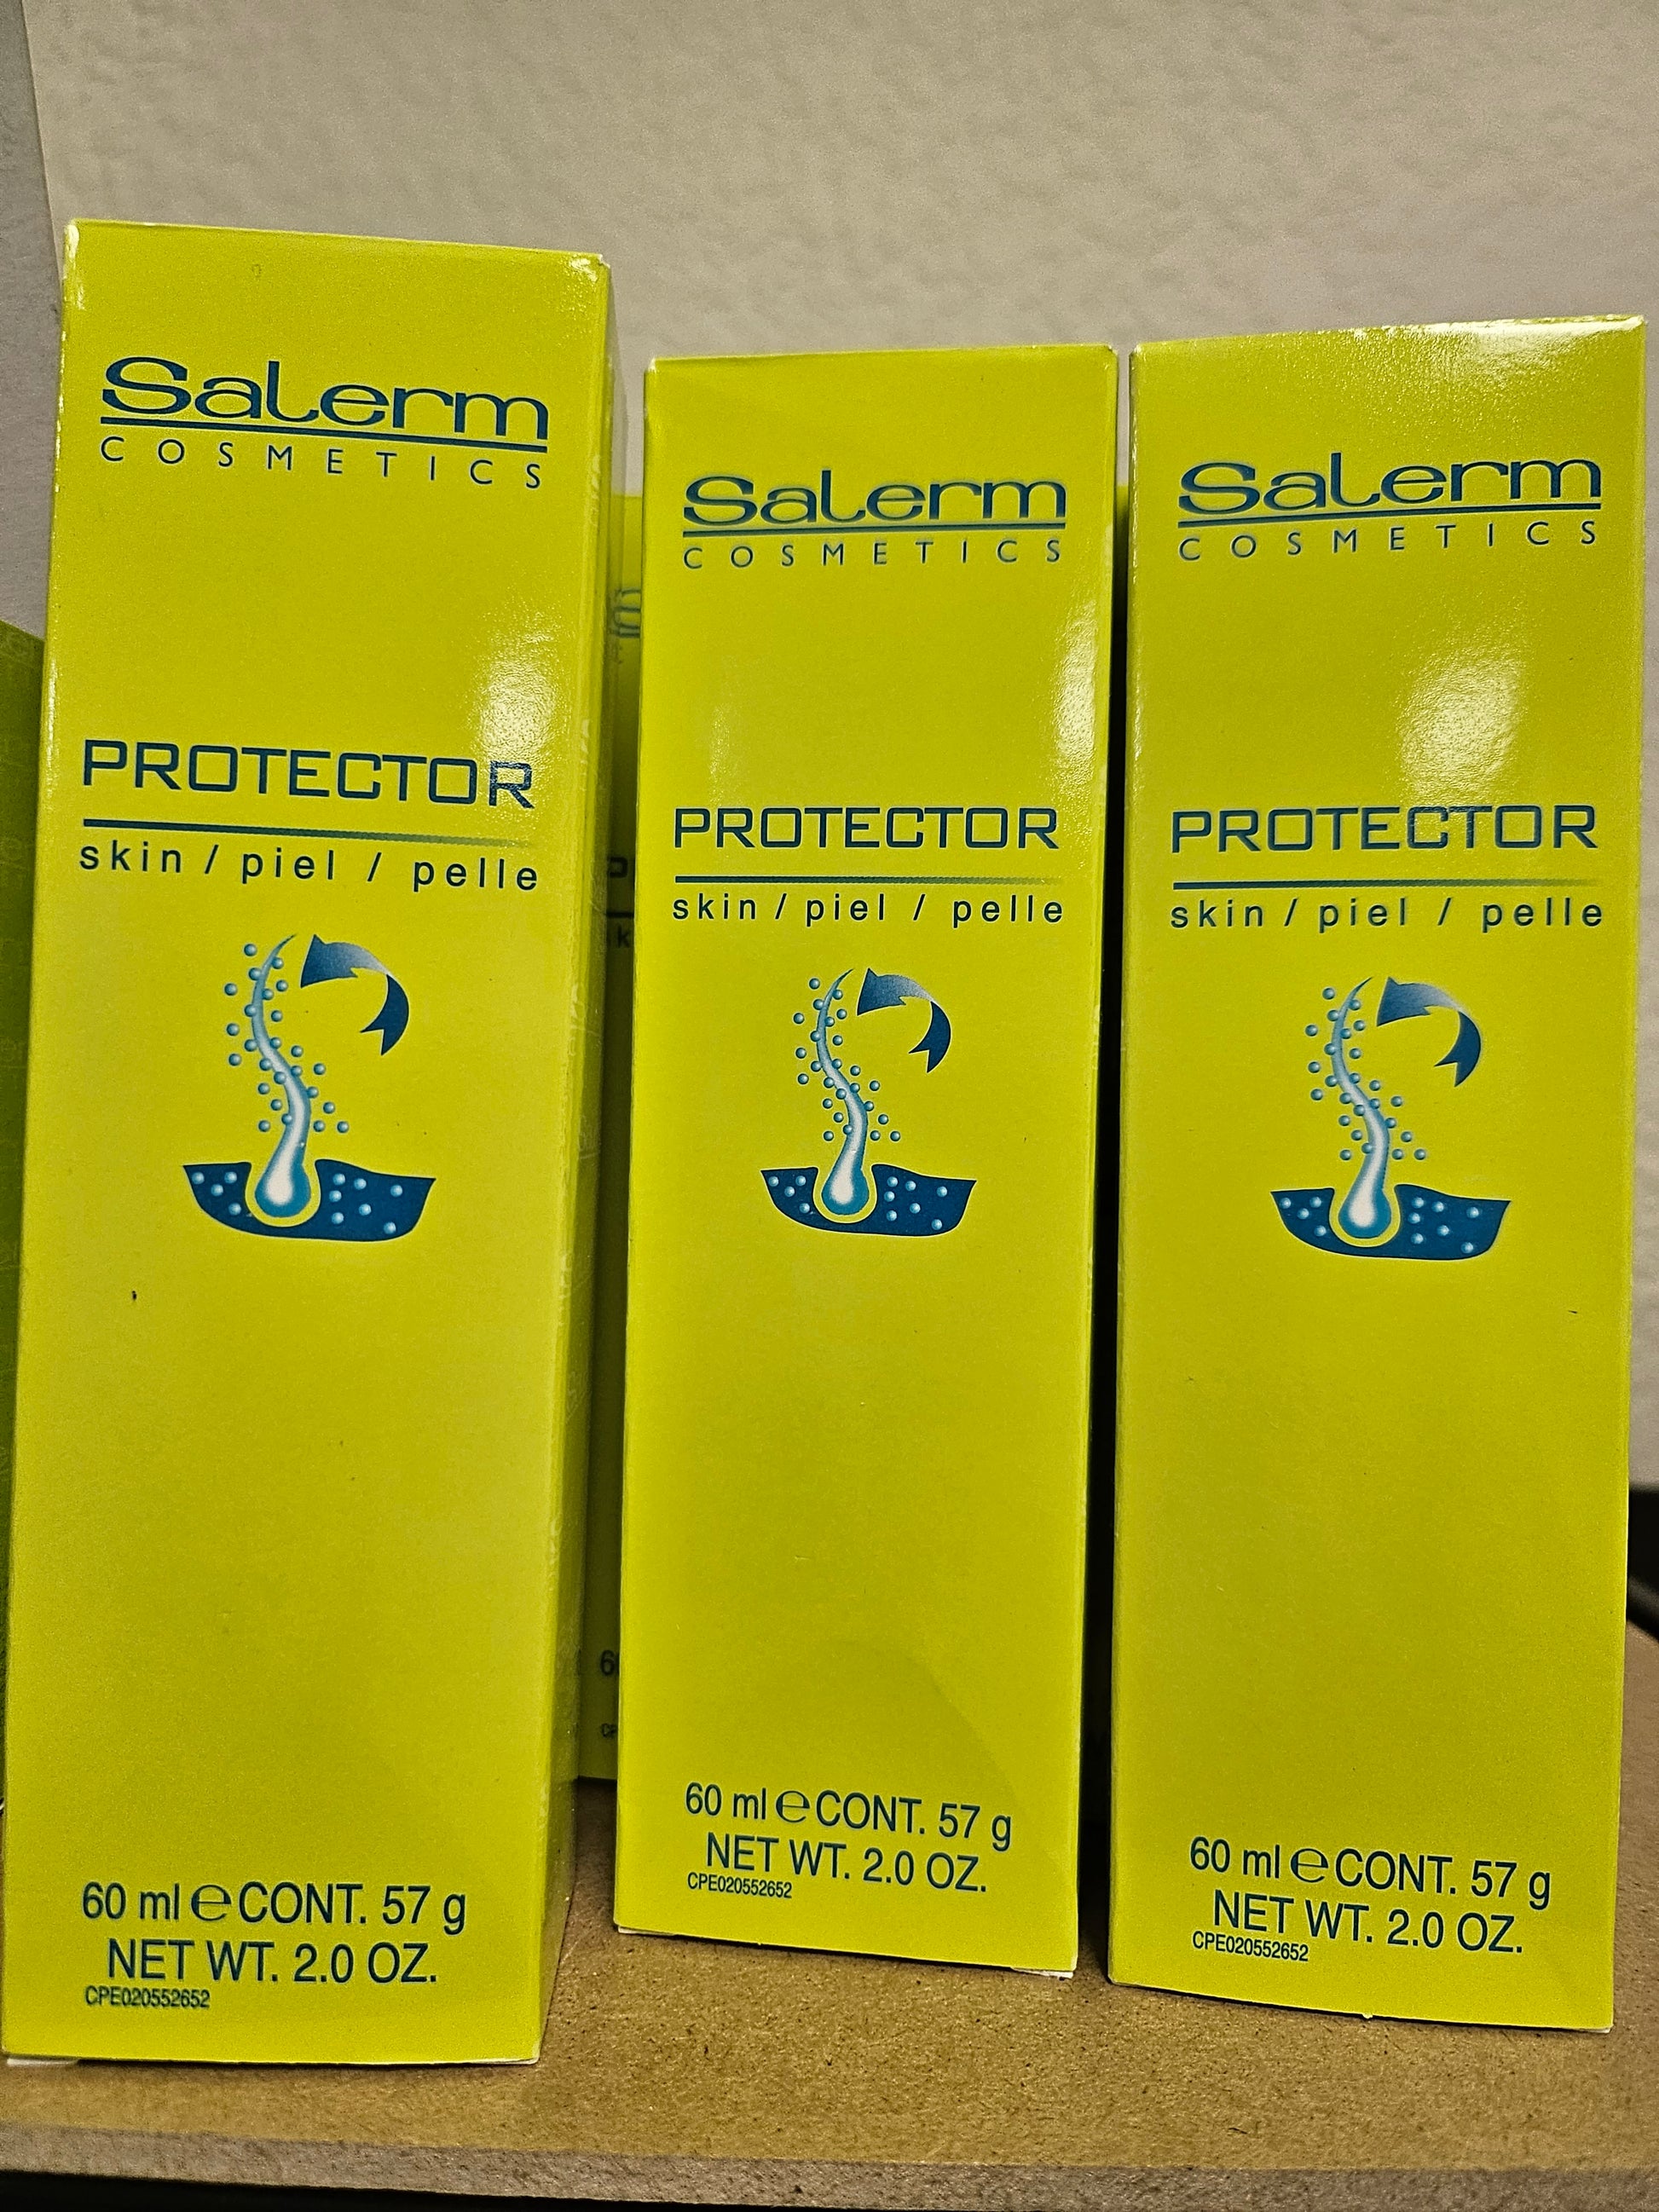 Salerm
COSMETICS
PROTECTOR
skin / piel / pelle
60 ml ℮ CONT. 57 g
NET WT. 2.0 OZ.
CPE020552652
Salerm
COSMETICS
PROTECTOR
skin / piel / pelle
60 ml ℮ CONT. 57 g
NET WT. 2.0 OZ.
CPE020552652
Salerm
COSMETICS
PROTECTOR
skin / piel / pelle
60 ml ℮ CONT. 57 g
NET WT. 2.0 OZ.
CPE020552652